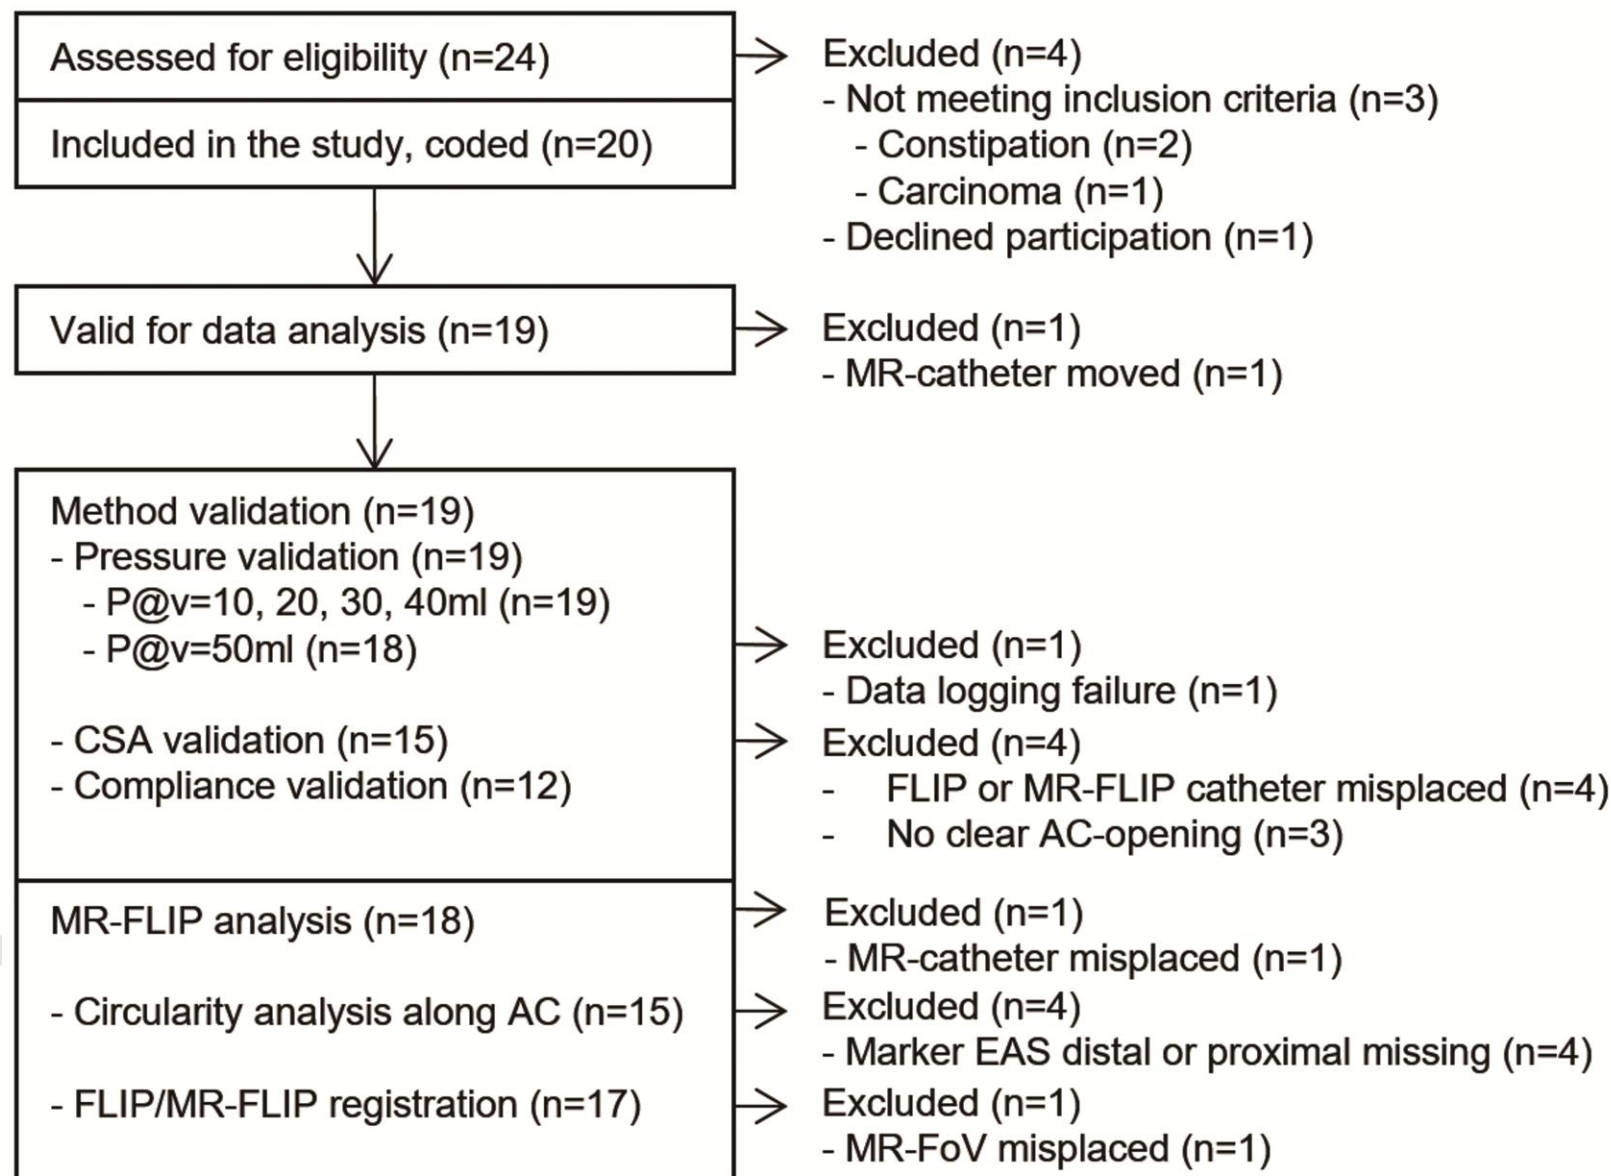 Assessed for eligibility (n=24)
Included in the study, coded (n=20)
Excluded (n=4)
- Not meeting inclusion criteria (n=3)
- Constipation (n=2)
- Carcinoma (n=1)
- Declined participation (n=1)
Valid for data analysis (n=19)
Excluded (n=1)
- MR-catheter moved (n=1)
Method validation (n=19)
- Pressure validation (n=19)
- P@v=10, 20, 30, 40ml (n=19)
- P@v=50ml (n=18)
Excluded (n=1)
- Data logging failure (n=1)
- CSA validation (n=15)
- Compliance validation (n=12)
Excluded (n=4)
- FLIP or MR-FLIP catheter misplaced (n=4)
- No clear AC-opening (n=3)
MR-FLIP analysis (n=18)
Excluded (n=1)
- MR-catheter misplaced (n=1)
- Circularity analysis along AC (n=15)
Excluded (n=4)
- Marker EAS distal or proximal missing (n=4)
- FLIP/MR-FLIP registration (n=17)
Excluded (n=1)
- MR-FoV misplaced (n=1)